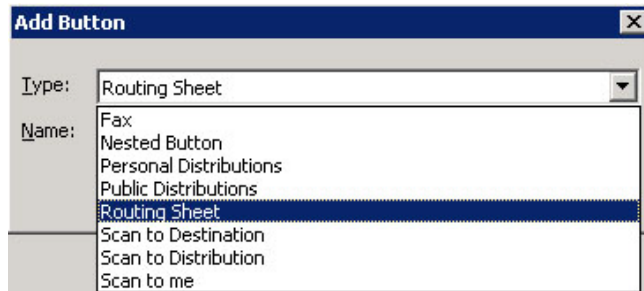 Add Button
Type: Routing Sheet
Name:
Fax
Nested Button
Personal Distributions
Public Distributions
Routing Sheet
Scan to Destination
Scan to Distribution
Scan to me